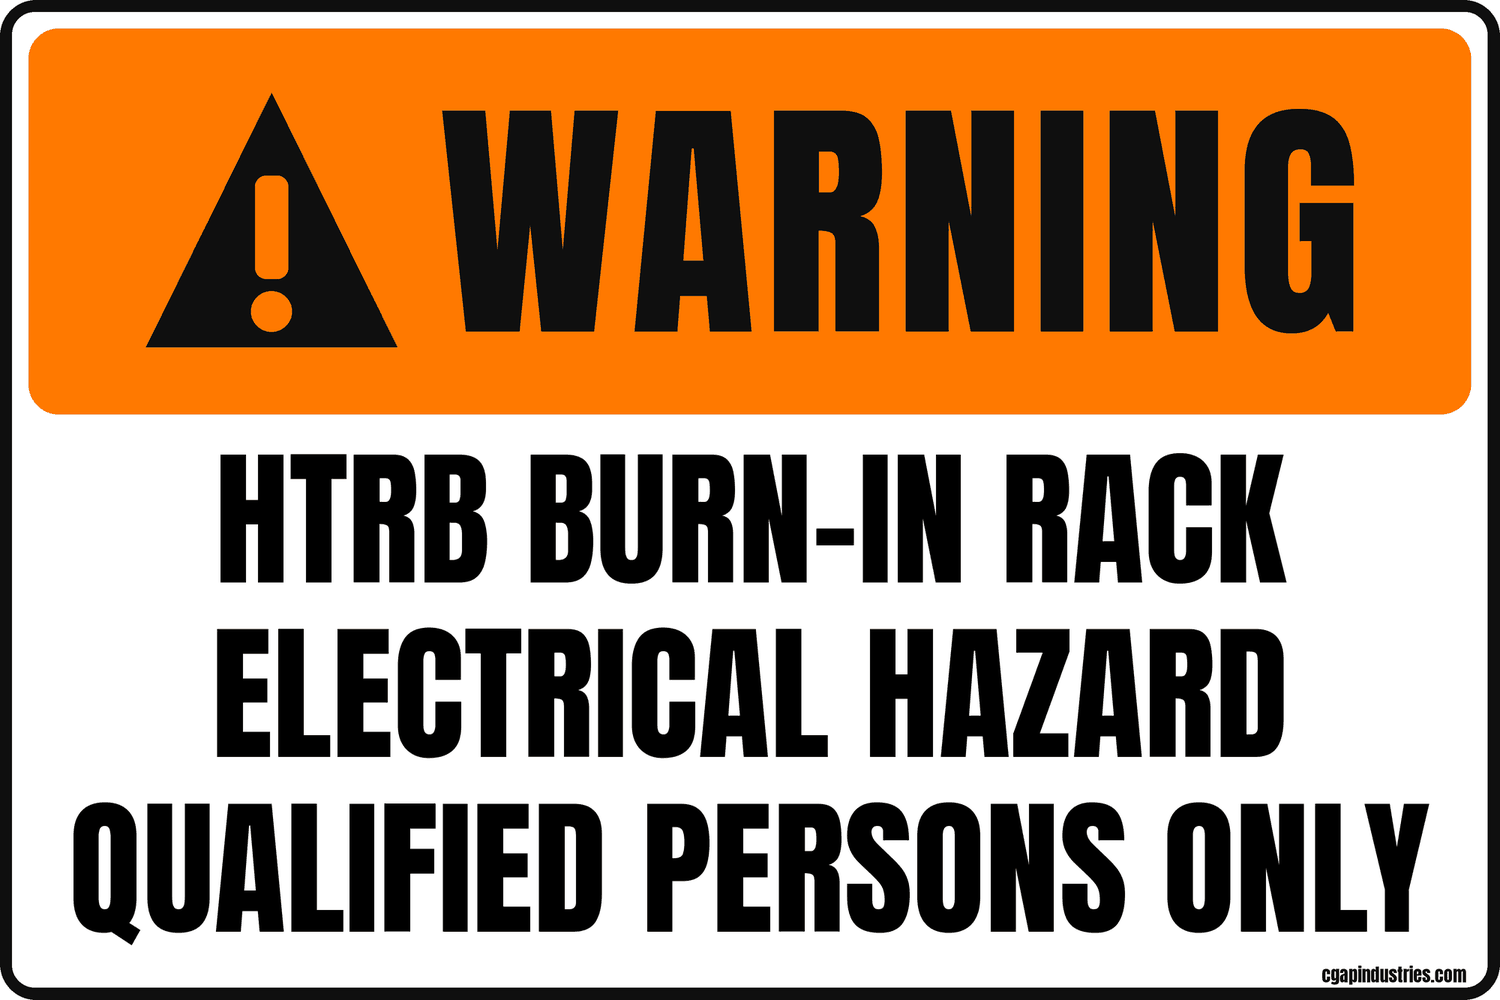 WARNING
HTRB BURN-IN RACK
ELECTRICAL HAZARD
QUALIFIED PERSONS ONLY
cgapindustries.com